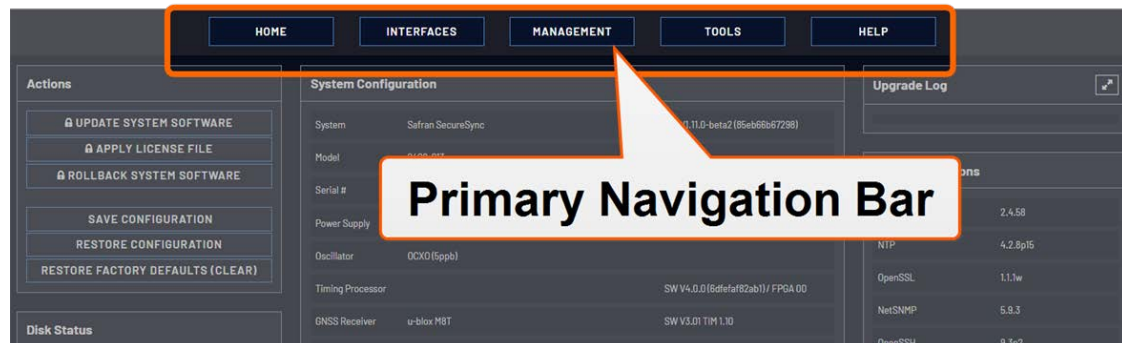 HOME INTERFACES MANAGEMENT TOOLS HELP
Actions
UPDATE SYSTEM SOFTWARE
APPLY LICENSE FILE
ROLLBACK SYSTEM SOFTWARE
SAVE CONFIGURATION
RESTORE CONFIGURATION
RESTORE FACTORY DEFAULTS (CLEAR)
Disk Status
System Configuration
System Safran SecureSync .11.0-beta2 (85eb66b67298)
Model
Serial #
Power Supply
Oscillator OCXO (5ppb)
Timing Processor SW V4.0.0 (6dfefaf82ab1) / FPGA 00
GNSS Receiver u-blox M8T SW V3.01 TIM 1.10
Primary Navigation Bar
Upgrade Log
ons
2.4.58
NTP 4.2.8p15
OpenSSL 1.1.1w
NetSNMP 5.9.3
OpenSSH